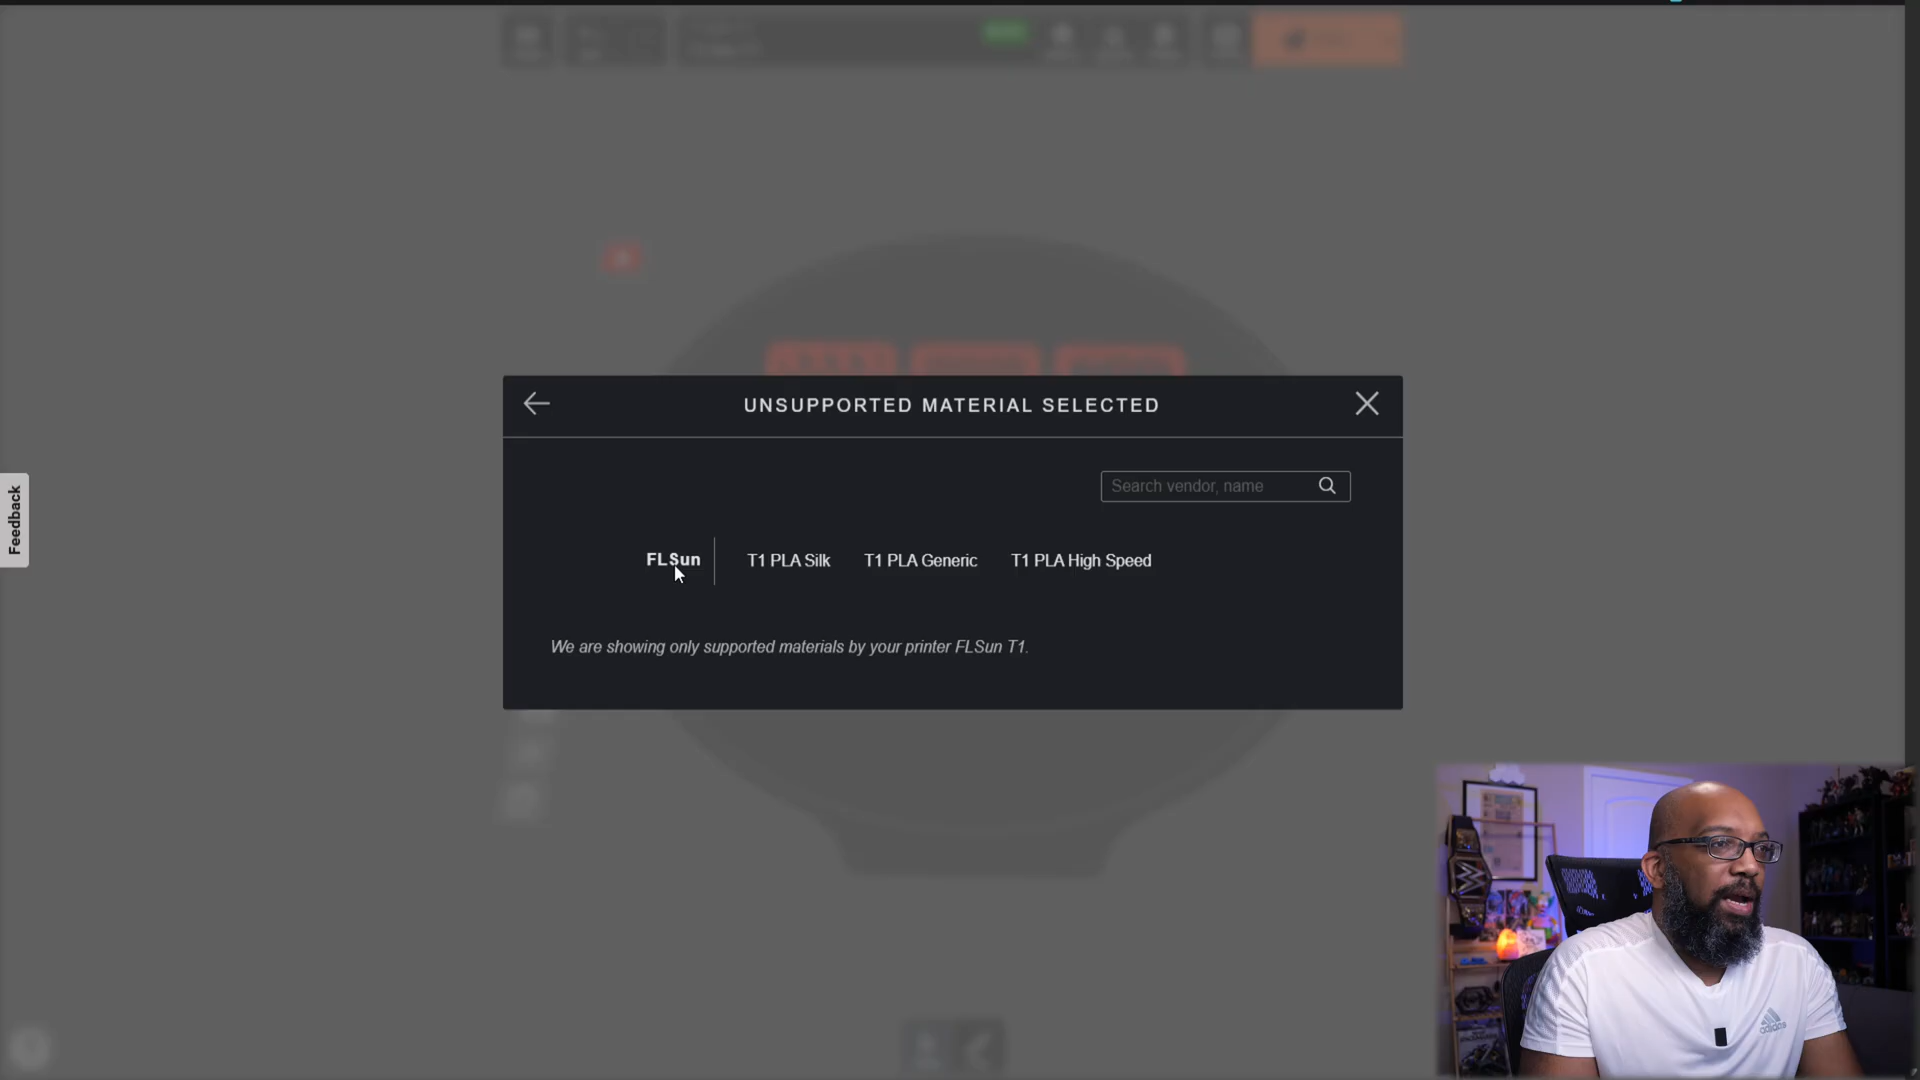 UNSUPPORTED MATERIAL SELECTED
Search vendor, name
FLSun
T1 PLA Silk
T1 PLA Generic
T1 PLA High Speed
We are showing only supported materials by your printer FLSun T1.
Feedback
adidas